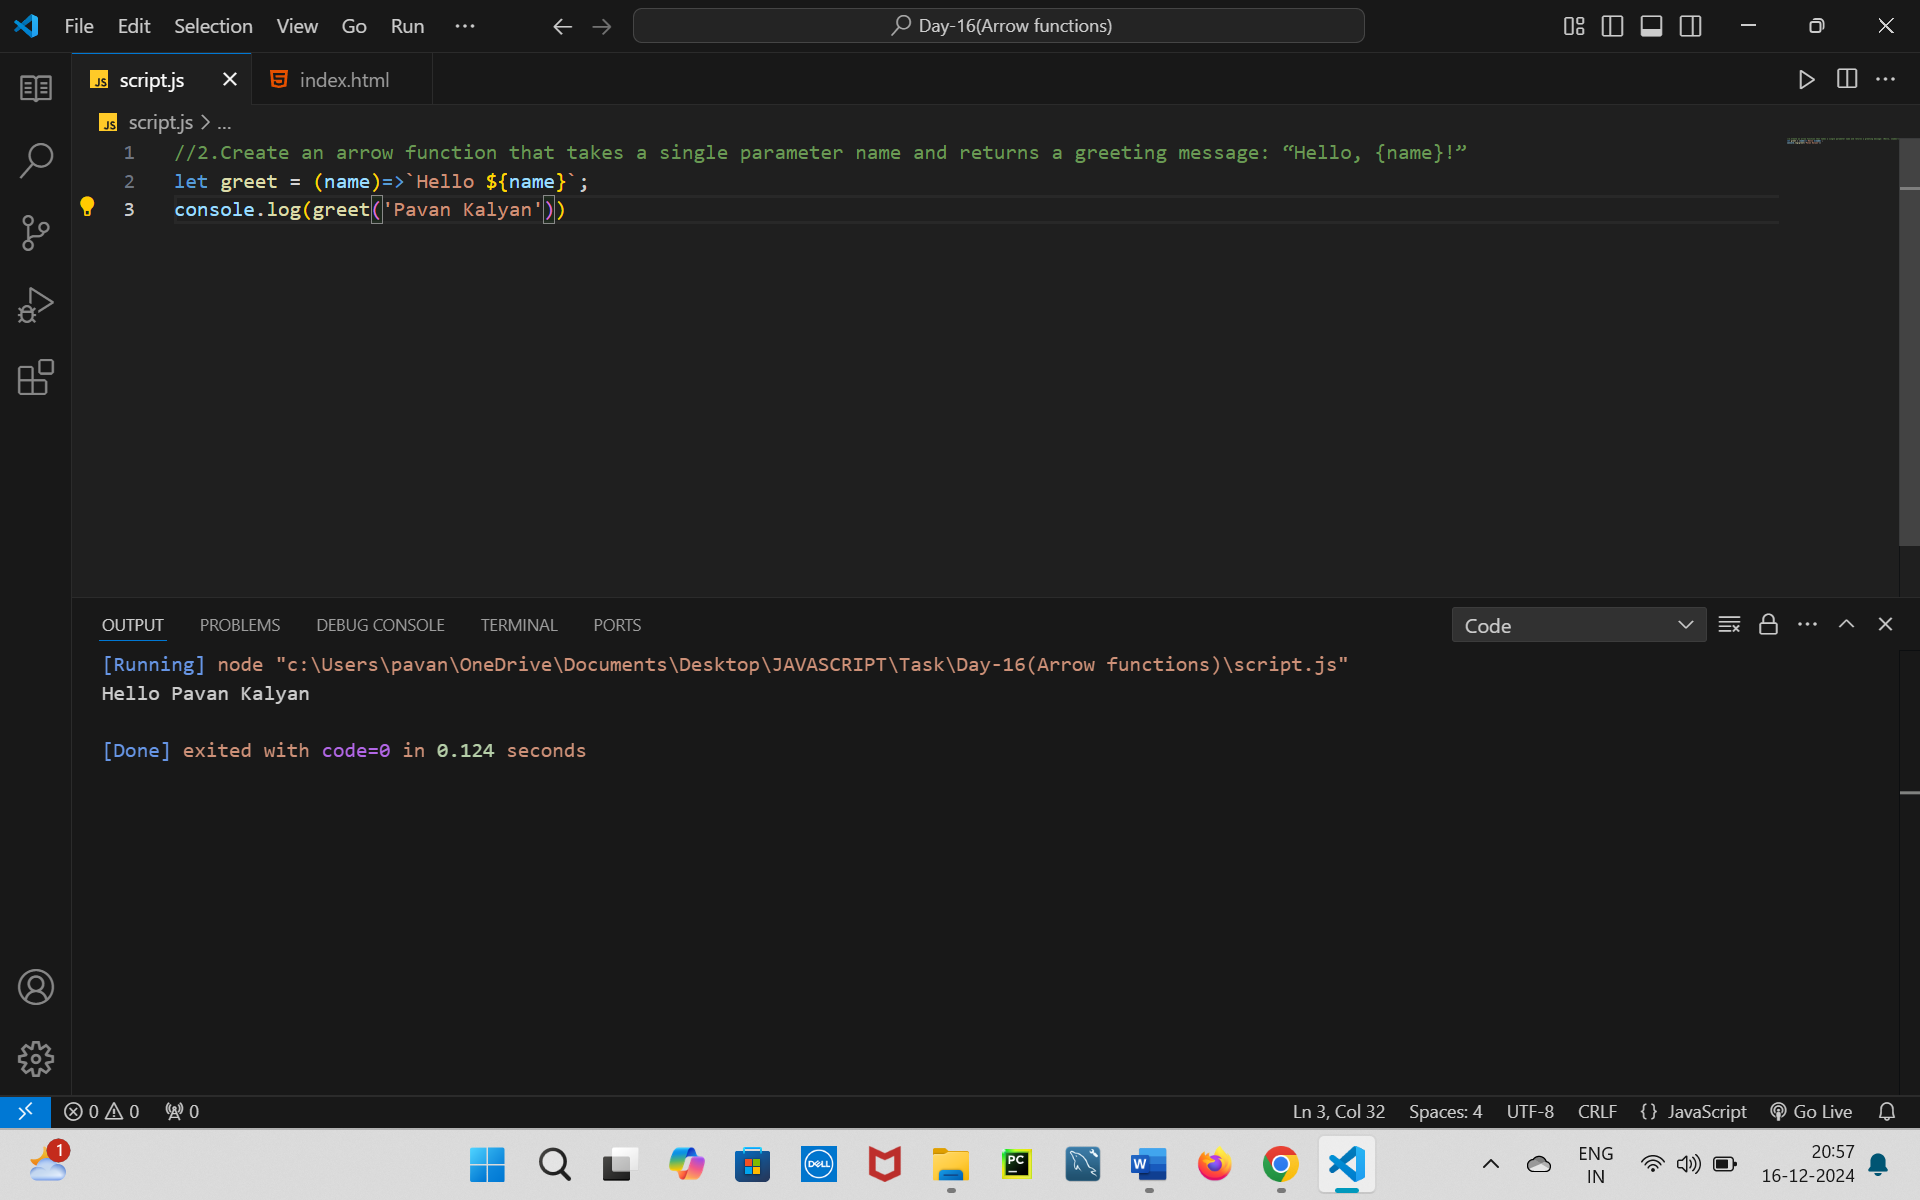 File Edit Selection View Go Run ···
Day-16(Arrow functions)
JS script.js index.html
JS script.js > ...
1 //2.Create an arrow function that takes a single parameter name and returns a greeting message: “Hello, {name}!”
2 let greet = (name)=>`Hello ${name}`;
3 console.log(greet('Pavan Kalyan'))
OUTPUT PROBLEMS DEBUG CONSOLE TERMINAL PORTS Code
[Running] node "c:\Users\pavan\OneDrive\Documents\Desktop\JAVASCRIPT\Task\Day-16(Arrow functions)\script.js"
Hello Pavan Kalyan
[Done] exited with code=0 in 0.124 seconds
0 0 0 Ln 3, Col 32 Spaces: 4 UTF-8 CRLF {} JavaScript Go Live
1 DELL PC W ENG 20:57
IN 16-12-2024